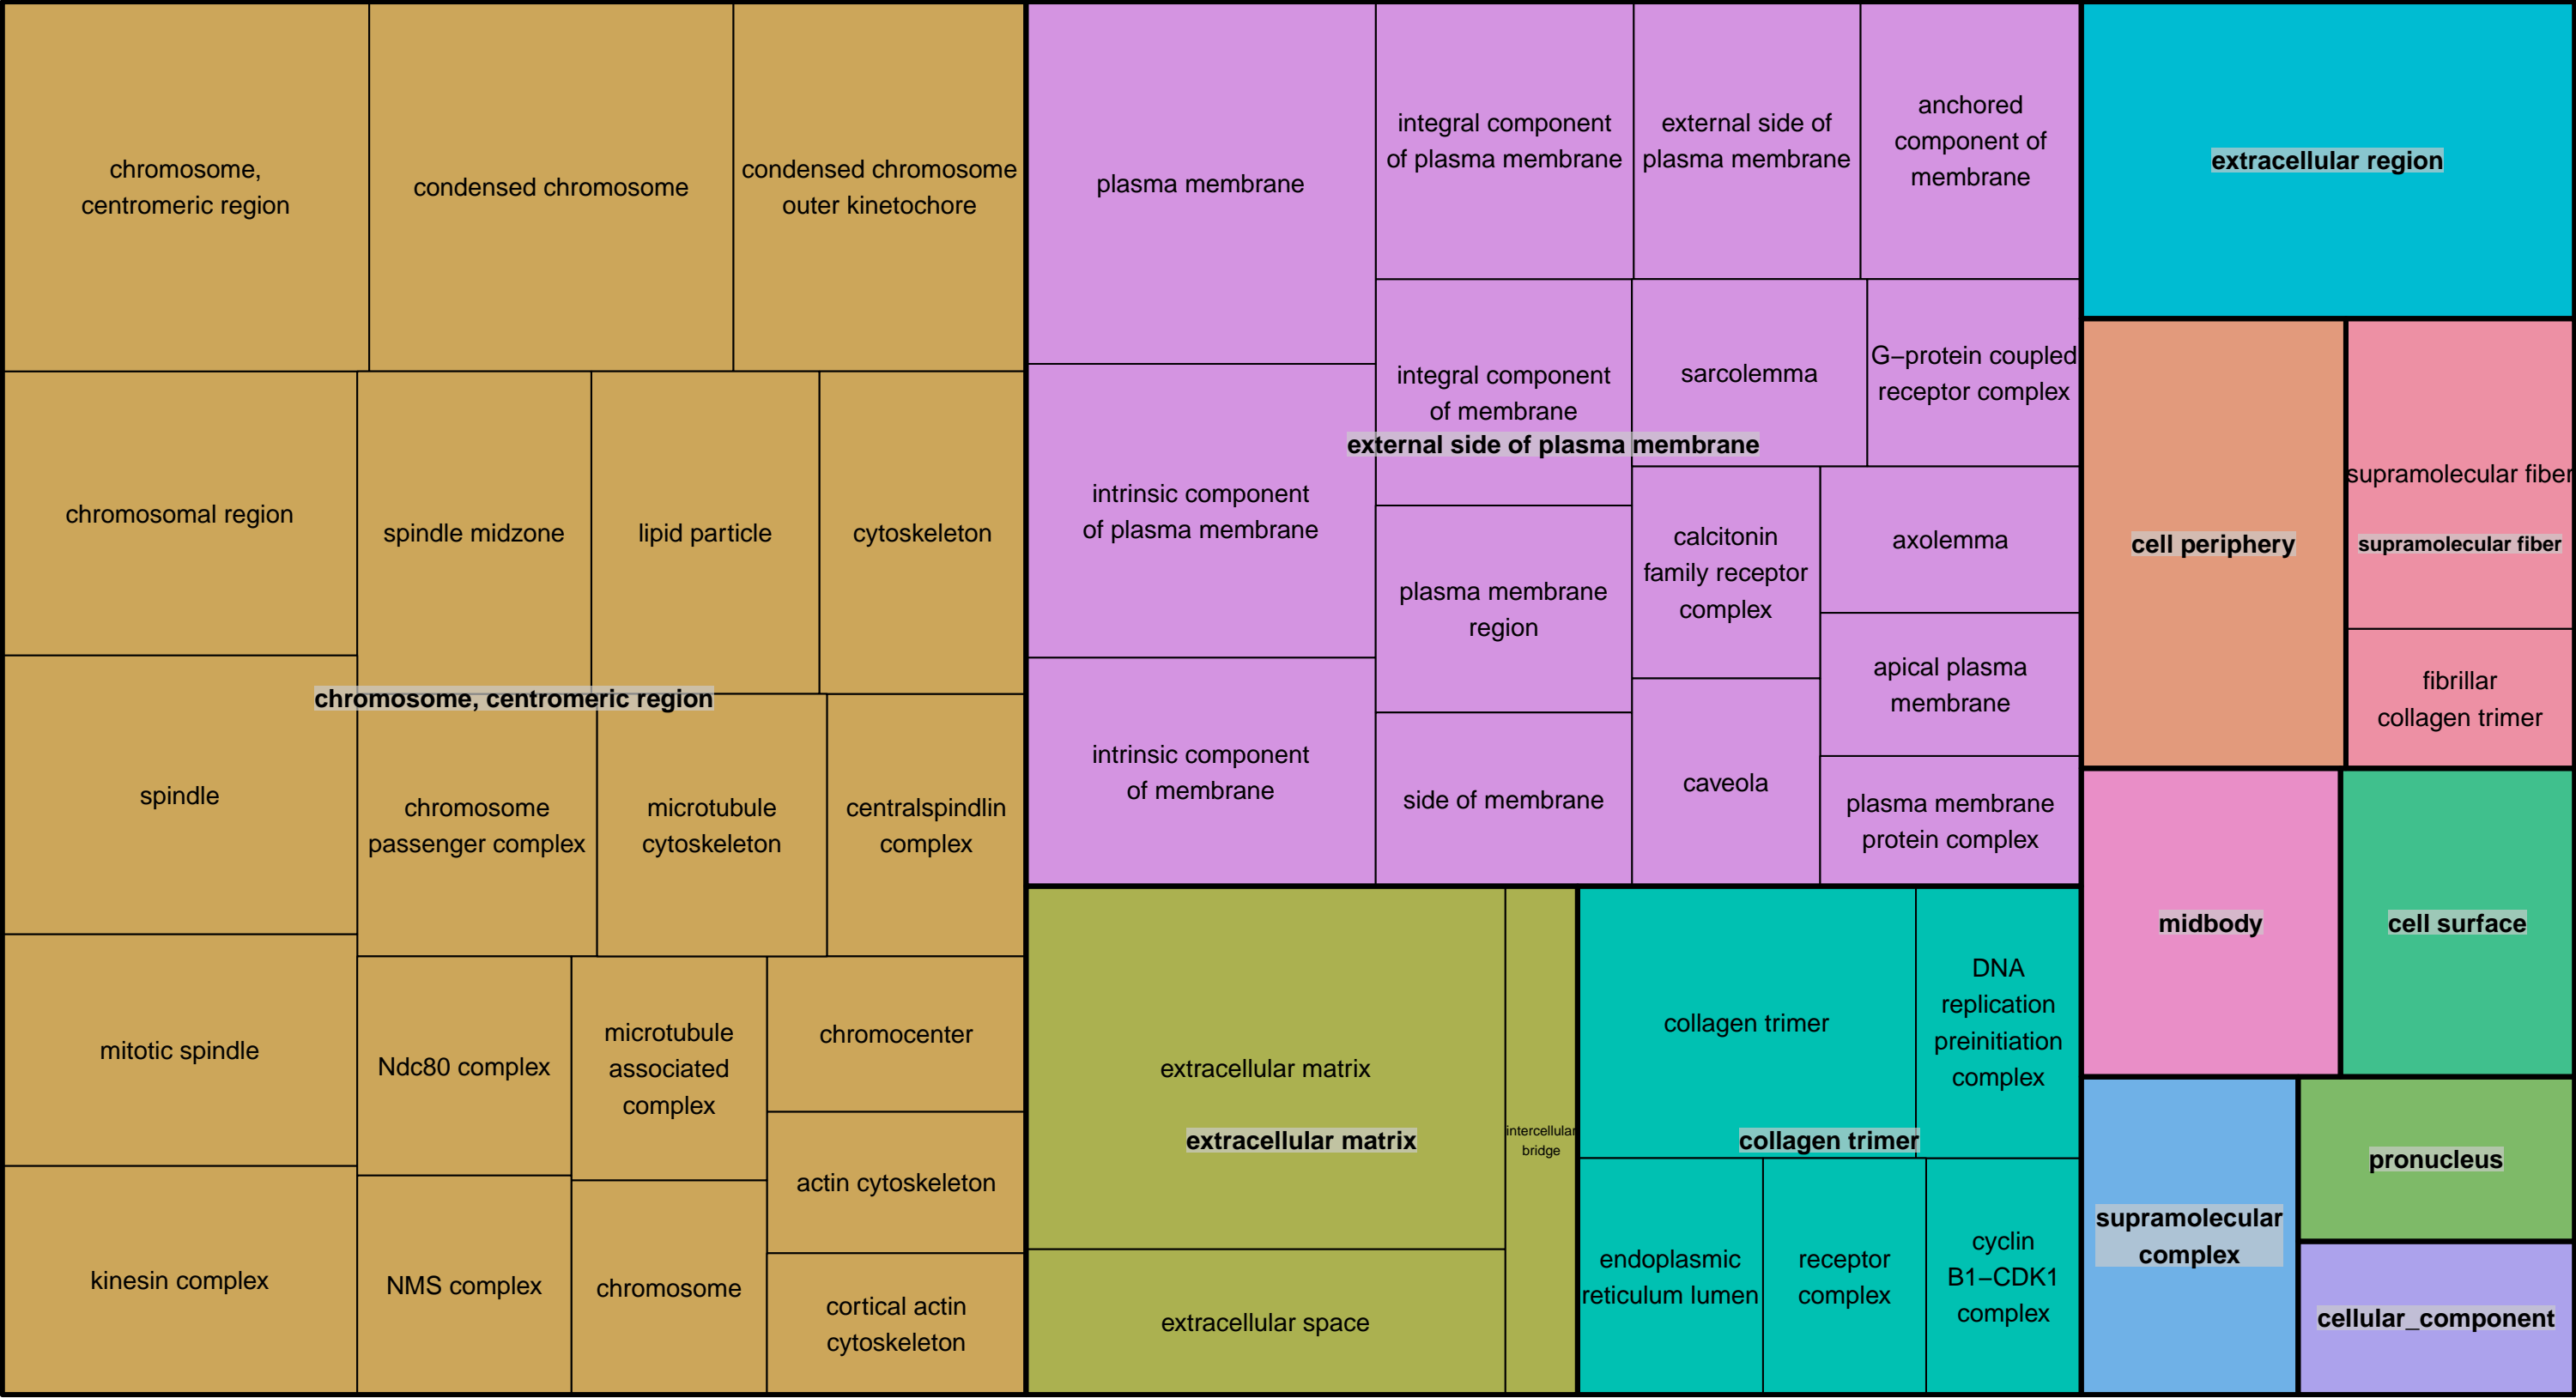 chromosome,
centromeric region
condensed chromosome
condensed chromosome
outer kinetochore
chromosomal region
spindle midzone
lipid particle
cytoskeleton
chromosome, centromeric region
spindle
chromosome
passenger complex
microtubule
cytoskeleton
centralspindlin
complex
mitotic spindle
Ndc80 complex
microtubule
associated
complex
chromocenter
actin cytoskeleton
kinesin complex
NMS complex
chromosome
cortical actin
cytoskeleton
plasma membrane
integral component
of plasma membrane
external side of
plasma membrane
anchored
component of
membrane
integral component
of membrane
sarcolemma
G−protein coupled
receptor complex
external side of plasma membrane
intrinsic component
of plasma membrane
plasma membrane
region
calcitonin
family receptor
complex
axolemma
apical plasma
membrane
intrinsic component
of membrane
side of membrane
caveola
plasma membrane
protein complex
extracellular matrix
extracellular matrix
intercellular
bridge
extracellular space
collagen trimer
DNA
replication
preinitiation
complex
collagen trimer
endoplasmic
reticulum lumen
receptor
complex
cyclin
B1−CDK1
complex
extracellular region
cell periphery
supramolecular fiber
supramolecular fiber
fibrillar
collagen trimer
midbody
cell surface
supramolecular
complex
pronucleus
cellular_component